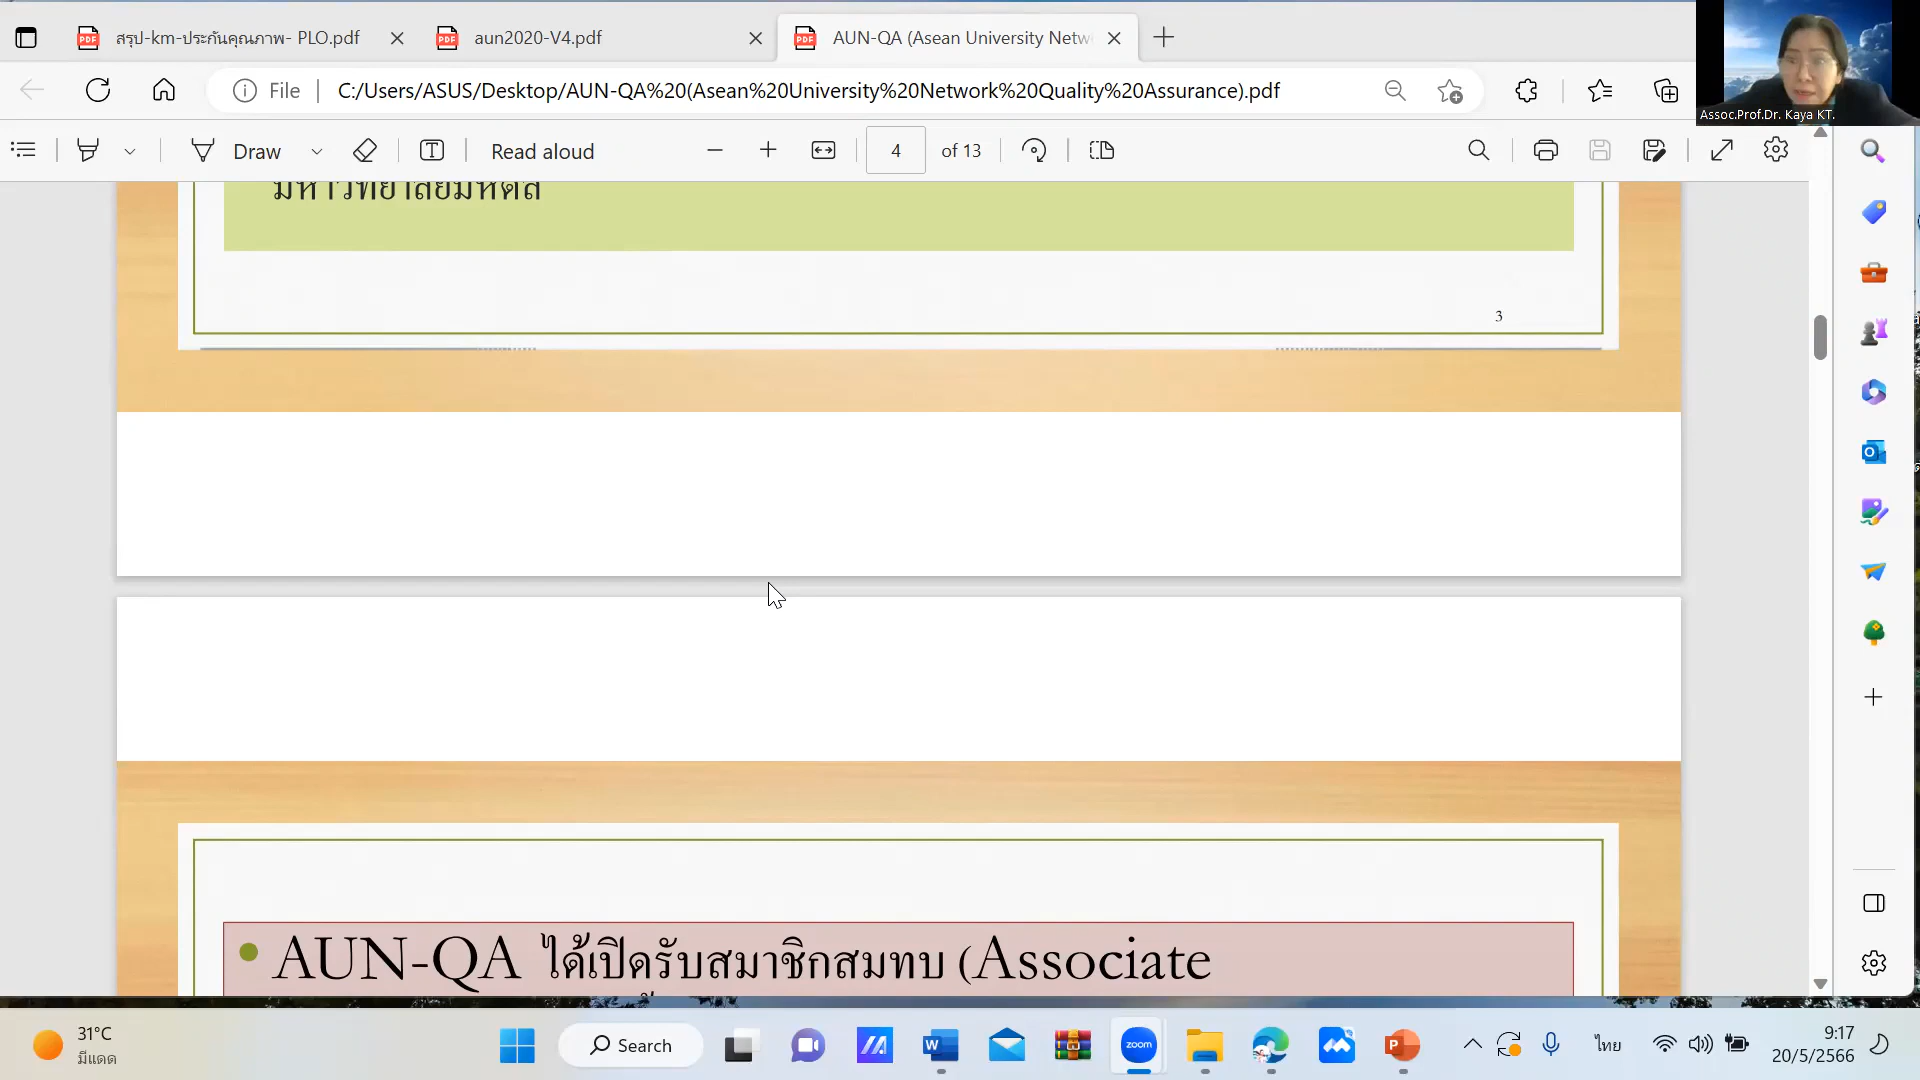 สรุป-km-ประกันคุณภาพ- PLO.pdf
aun2020-V4.pdf
AUN-QA (Asean University Netw
File
C:/Users/ASUS/Desktop/AUN-QA%20(Asean%20University%20Network%20Quality%20Assurance).pdf
Assoc.Prof.Dr. Kaya KT.
Draw
Read aloud
4
of 13
มหาวิทยาลัยมหิดล
3
AUN-QA ได้เปิดรับสมาชิกสมทบ (Associate
31°C
มีแดด
Search
zoom
ไทย
9:17
20/5/2566